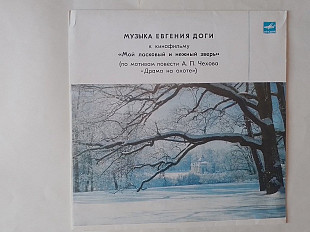 МУЗЫКА ЕВГЕНИЯ ДОГИ
к кинофильму
«Мой ласковый и нежный зверь»
(по мотивам повести А. П. Чехова
«Драма на охоте»)